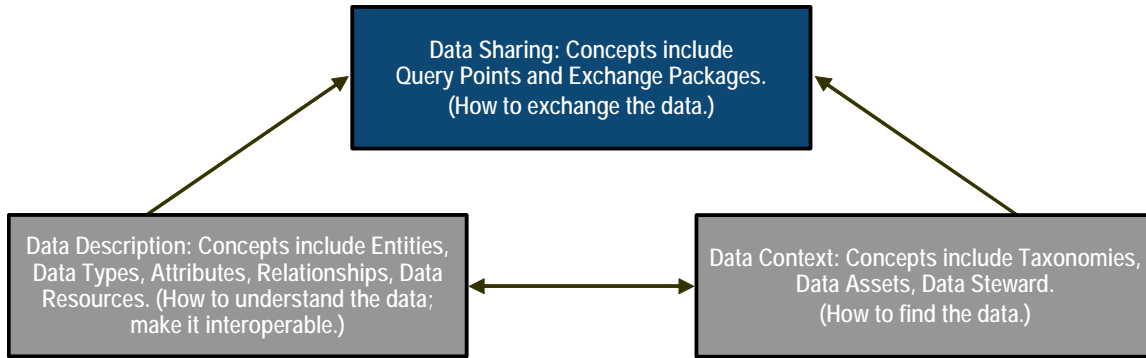 Data Sharing: Concepts include
Query Points and Exchange Packages.
(How to exchange the data.)
Data Description: Concepts include Entities,
Data Types, Attributes, Relationships, Data
Resources. (How to understand the data;
make it interoperable.)
Data Context: Concepts include Taxonomies,
Data Assets, Data Steward.
(How to find the data.)